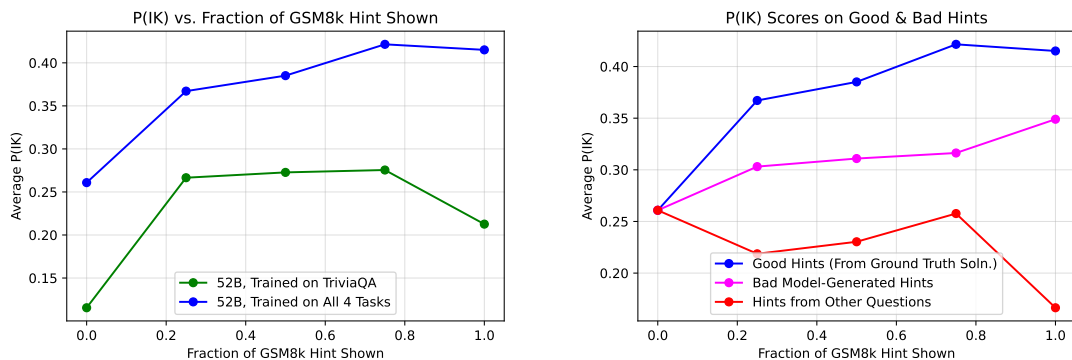 P(IK) vs. Fraction of GSM8k Hint Shown
Average P(IK)
0.40
0.35
0.30
0.25
0.20
0.15
52B, Trained on TriviaQA
52B, Trained on All 4 Tasks
0.0 0.2 0.4 0.6 0.8 1.0
Fraction of GSM8k Hint Shown
P(IK) Scores on Good & Bad Hints
Average P(IK)
0.40
0.35
0.30
0.25
0.20
Good Hints (From Ground Truth Soln.)
Bad Model-Generated Hints
Hints from Other Questions
0.0 0.2 0.4 0.6 0.8 1.0
Fraction of GSM8k Hint Shown